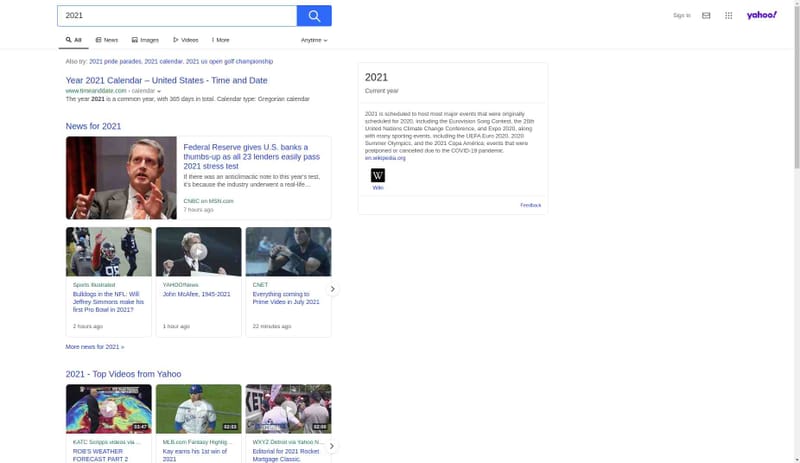 2021
Sign In
yahoo!
All
News
Images
Videos
More
Anytime
Also try: 2021 pride parades, 2021 calendar, 2021 us open golf championship
Year 2021 Calendar – United States - Time and Date
www.timeanddate.com › calendar
The year 2021 is a common year, with 365 days in total. Calendar type: Gregorian calendar
News for 2021
Federal Reserve gives U.S. banks a
thumbs-up as all 23 lenders easily pass
2021 stress test
If there was an anticlimactic note to this year's test,
it's because the industry underwent a real-life...
CNBC on MSN.com
7 hours ago
Sports Illustrated
Bulldogs in the NFL: Will
Jeffrey Simmons make his
first Pro Bowl in 2021?
2 hours ago
YAHOO!News
John McAfee, 1945-2021
1 hour ago
CNET
Everything coming to
Prime Video in July 2021
22 minutes ago
More news for 2021 »
2021 - Top Videos from Yahoo
03:47
KATC Scripps videos via ...
ROB'S WEATHER
FORECAST PART 2
02:03
MLB.com Fantasy Highlig...
Kay earns his 1st win of
2021
WXYZ Detroit via Yahoo N...
Editorial for 2021 Rocket
Mortgage Classic.
2021
Current year
2021 is scheduled to host most major events that were originally
scheduled for 2020, including the Eurovision Song Contest, the 26th
United Nations Climate Change Conference, and Expo 2020, along
with many sporting events, including the UEFA Euro 2020, 2020
Summer Olympics, and the 2021 Copa América; events that were
postponed or canceled due to the COVID-19 pandemic.
en.wikipedia.org
W
Wiki
Feedback